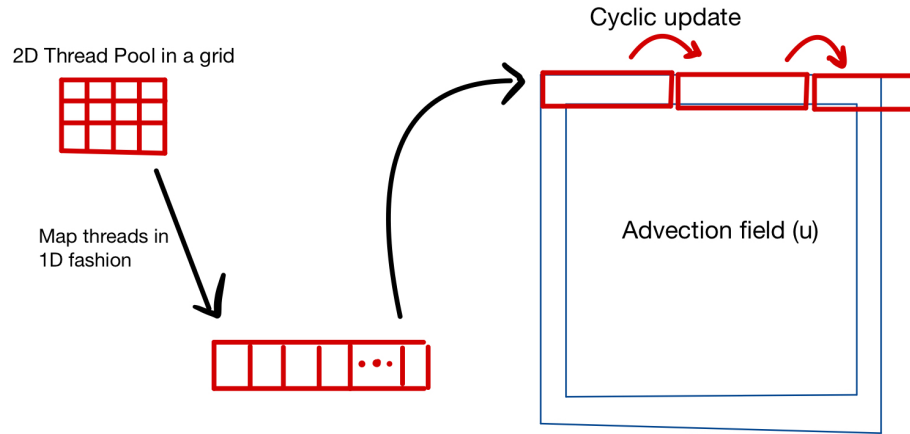 Cyclic update
2D Thread Pool in a grid
Map threads in
1D fashion
Advection field (u)